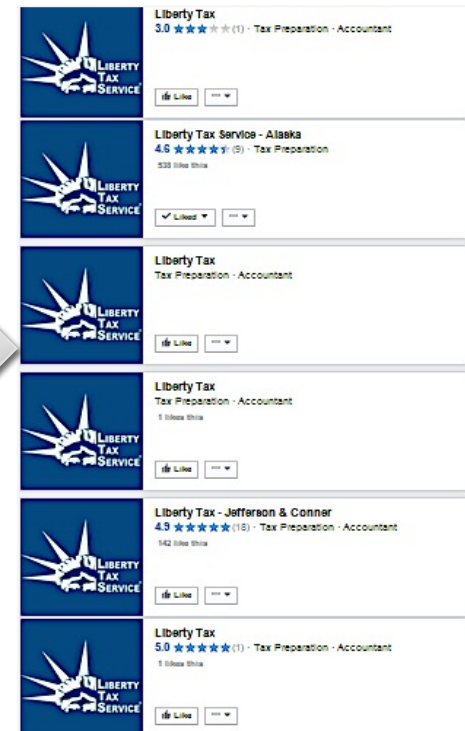 LIBERTY
TAX
SERVICE
Liberty Tax
3.0 ★★★★★ (1) · Tax Preparation · Accountant
Like
LIBERTY
TAX
SERVICE
Liberty Tax Service - Alaska
4.6 ★★★★★ (9) · Tax Preparation
538 like this
Liked
LIBERTY
TAX
SERVICE
Liberty Tax
Tax Preparation · Accountant
Like
LIBERTY
TAX
SERVICE
Liberty Tax
Tax Preparation · Accountant
1 likes this
Like
LIBERTY
TAX
SERVICE
Liberty Tax - Jefferson & Conner
4.9 ★★★★★ (18) · Tax Preparation · Accountant
142 like this
Like
LIBERTY
TAX
SERVICE
Liberty Tax
5.0 ★★★★★ (1) · Tax Preparation · Accountant
1 likes this
Like